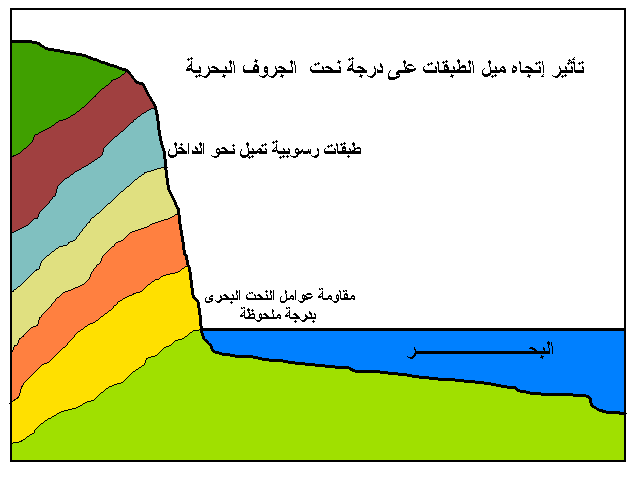 تأثير إتجاه ميل الطبقات على درجة نحت الجروف البحرية
طبقات رسوبية تميل نحو الداخل
مقاومة عوامل النحت البحرى
بدرجة ملحوظة
البحـــــــــــــــر